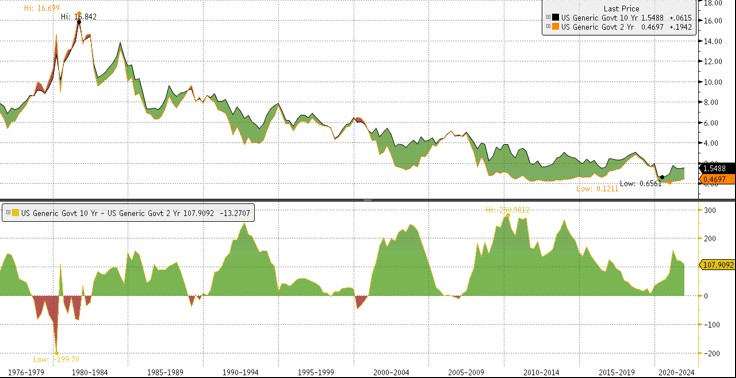 Hi: 16.699
Hi: 15.842
Last Price
US Generic Govt 10 Yr 1.5488 +.0615
US Generic Govt 2 Yr 0.4697 +.1942
18.00
16.00
14.00
12.00
10.00
8.00
6.00
4.00
2.00
1.5488
0.4697
Low: 0.6561
Low: 0.1211
US Generic Govt 10 Yr - US Generic Govt 2 Yr 107.9092 -13.2707
Hi:
300
200
107.9092
0
-100
-200
Low: -199.70
1976-1979 1980-1984 1985-1989 1990-1994 1995-1999 2000-2004 2005-2009 2010-2014 2015-2019 2020-2024